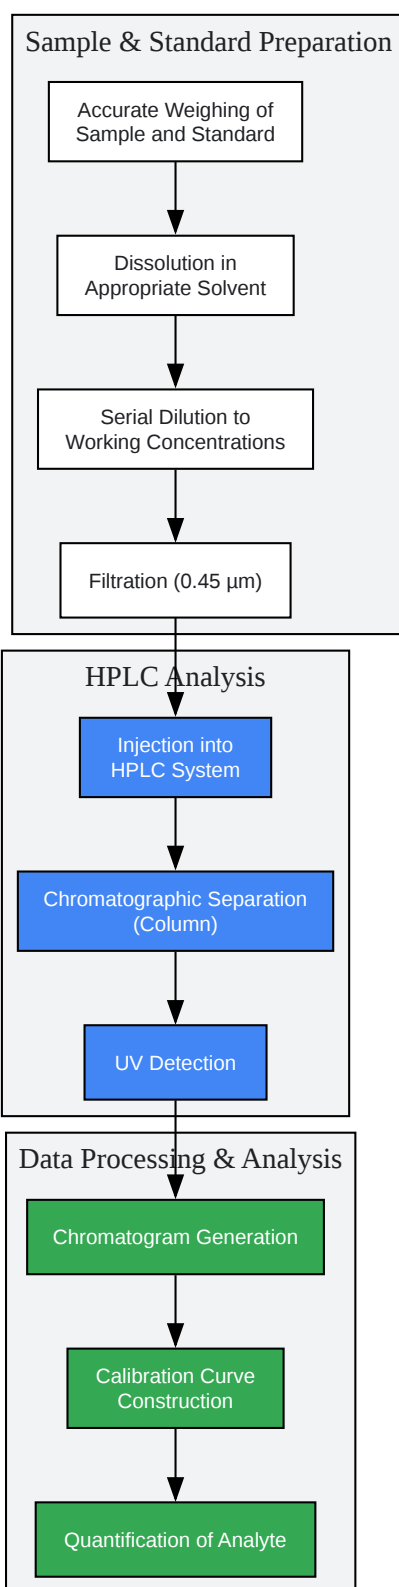 Sample & Standard Preparation
Accurate Weighing of
Sample and Standard
Dissolution in
Appropriate Solvent
Serial Dilution to
Working Concentrations
Filtration (0.45 µm)
HPLC Analysis
Injection into
HPLC System
Chromatographic Separation
(Column)
UV Detection
Data Processing & Analysis
Chromatogram Generation
Calibration Curve
Construction
Quantification of Analyte